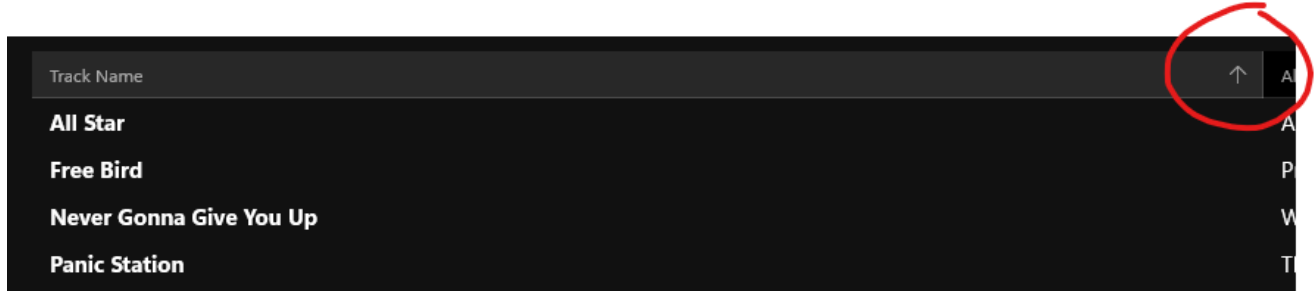 Track Name
All Star
Free Bird
Never Gonna Give You Up
Panic Station